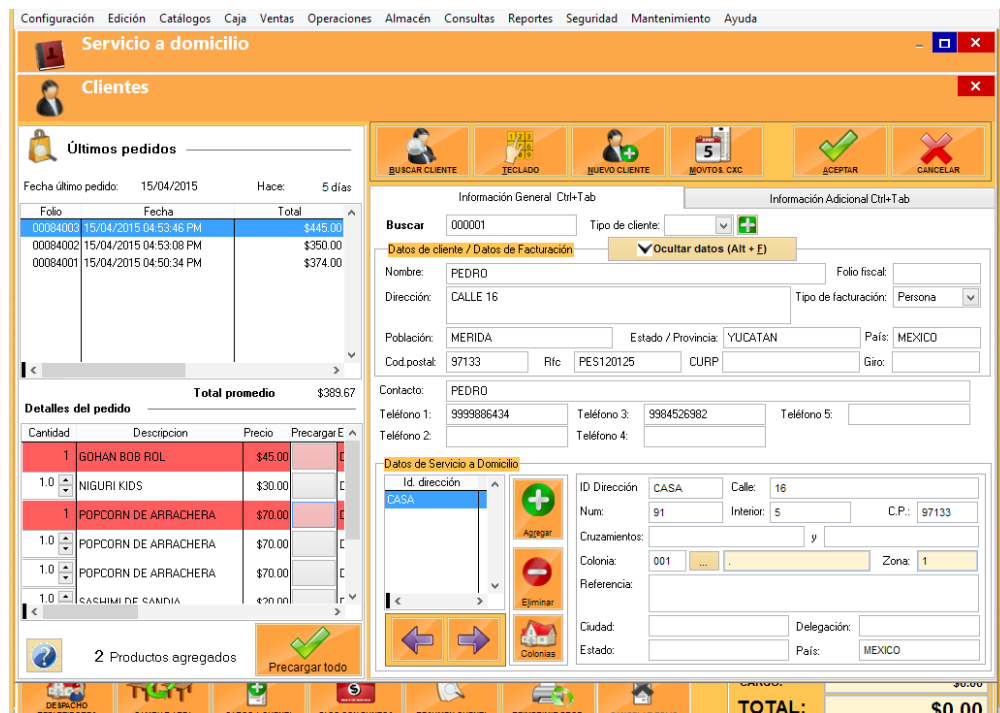 Configuración Edición Catálogos Caja Ventas Operaciones Almacén Consultas Reportes Seguridad Mantenimiento Ayuda
Servicio a domicilio
Clientes
Últimos pedidos
Fecha último pedido: 15/04/2015 Hace: 5 días
Folio Fecha Total
00084003 15/04/2015 04:53:46 PM $445.00
00084002 15/04/2015 04:53:08 PM $350.00
00084001 15/04/2015 04:50:34 PM $374.00
Total promedio $389.67
Detalles del pedido
Cantidad Descripcion Precio Precargar E
1 GOHAN BOB ROL $45.00
1.0 NIGURI KIDS $30.00
1 POPCORN DE ARRACHERA $70.00
1.0 POPCORN DE ARRACHERA $70.00
1.0 POPCORN DE ARRACHERA $70.00
1.0 SASHIMI DE SANDIA $20.00
2 Productos agregados
Precargar todo
BUSCAR CLIENTE TECLADO NUEVO CLIENTE MOVTOS. CXC ACEPTAR CANCELAR
Información General Ctrl+Tab Información Adicional Ctrl+Tab
Buscar 000001 Tipo de cliente:
Datos de cliente / Datos de Facturación Ocultar datos (Alt + F)
Nombre: PEDRO Folio fiscal:
Dirección: CALLE 16 Tipo de facturación: Persona
Población: MERIDA Estado / Provincia: YUCATAN País: MEXICO
Cod.postal: 97133 Rfc PES120125 CURP Giro:
Contacto: PEDRO
Teléfono 1: 9999886434 Teléfono 3: 9984526982 Teléfono 5:
Teléfono 2: Teléfono 4:
Datos de Servicio a Domicilio
Id. dirección
CASA
Agregar
Eliminar
Colonias
ID Dirección CASA Calle: 16
Num: 91 Interior: 5 C.P.: 97133
Cruzamientos: y
Colonia: 001 ... . Zona: 1
Referencia:
Ciudad: Delegación:
Estado: País: MEXICO
DESPACHO
CARGO: $0.00
TOTAL: $0.00